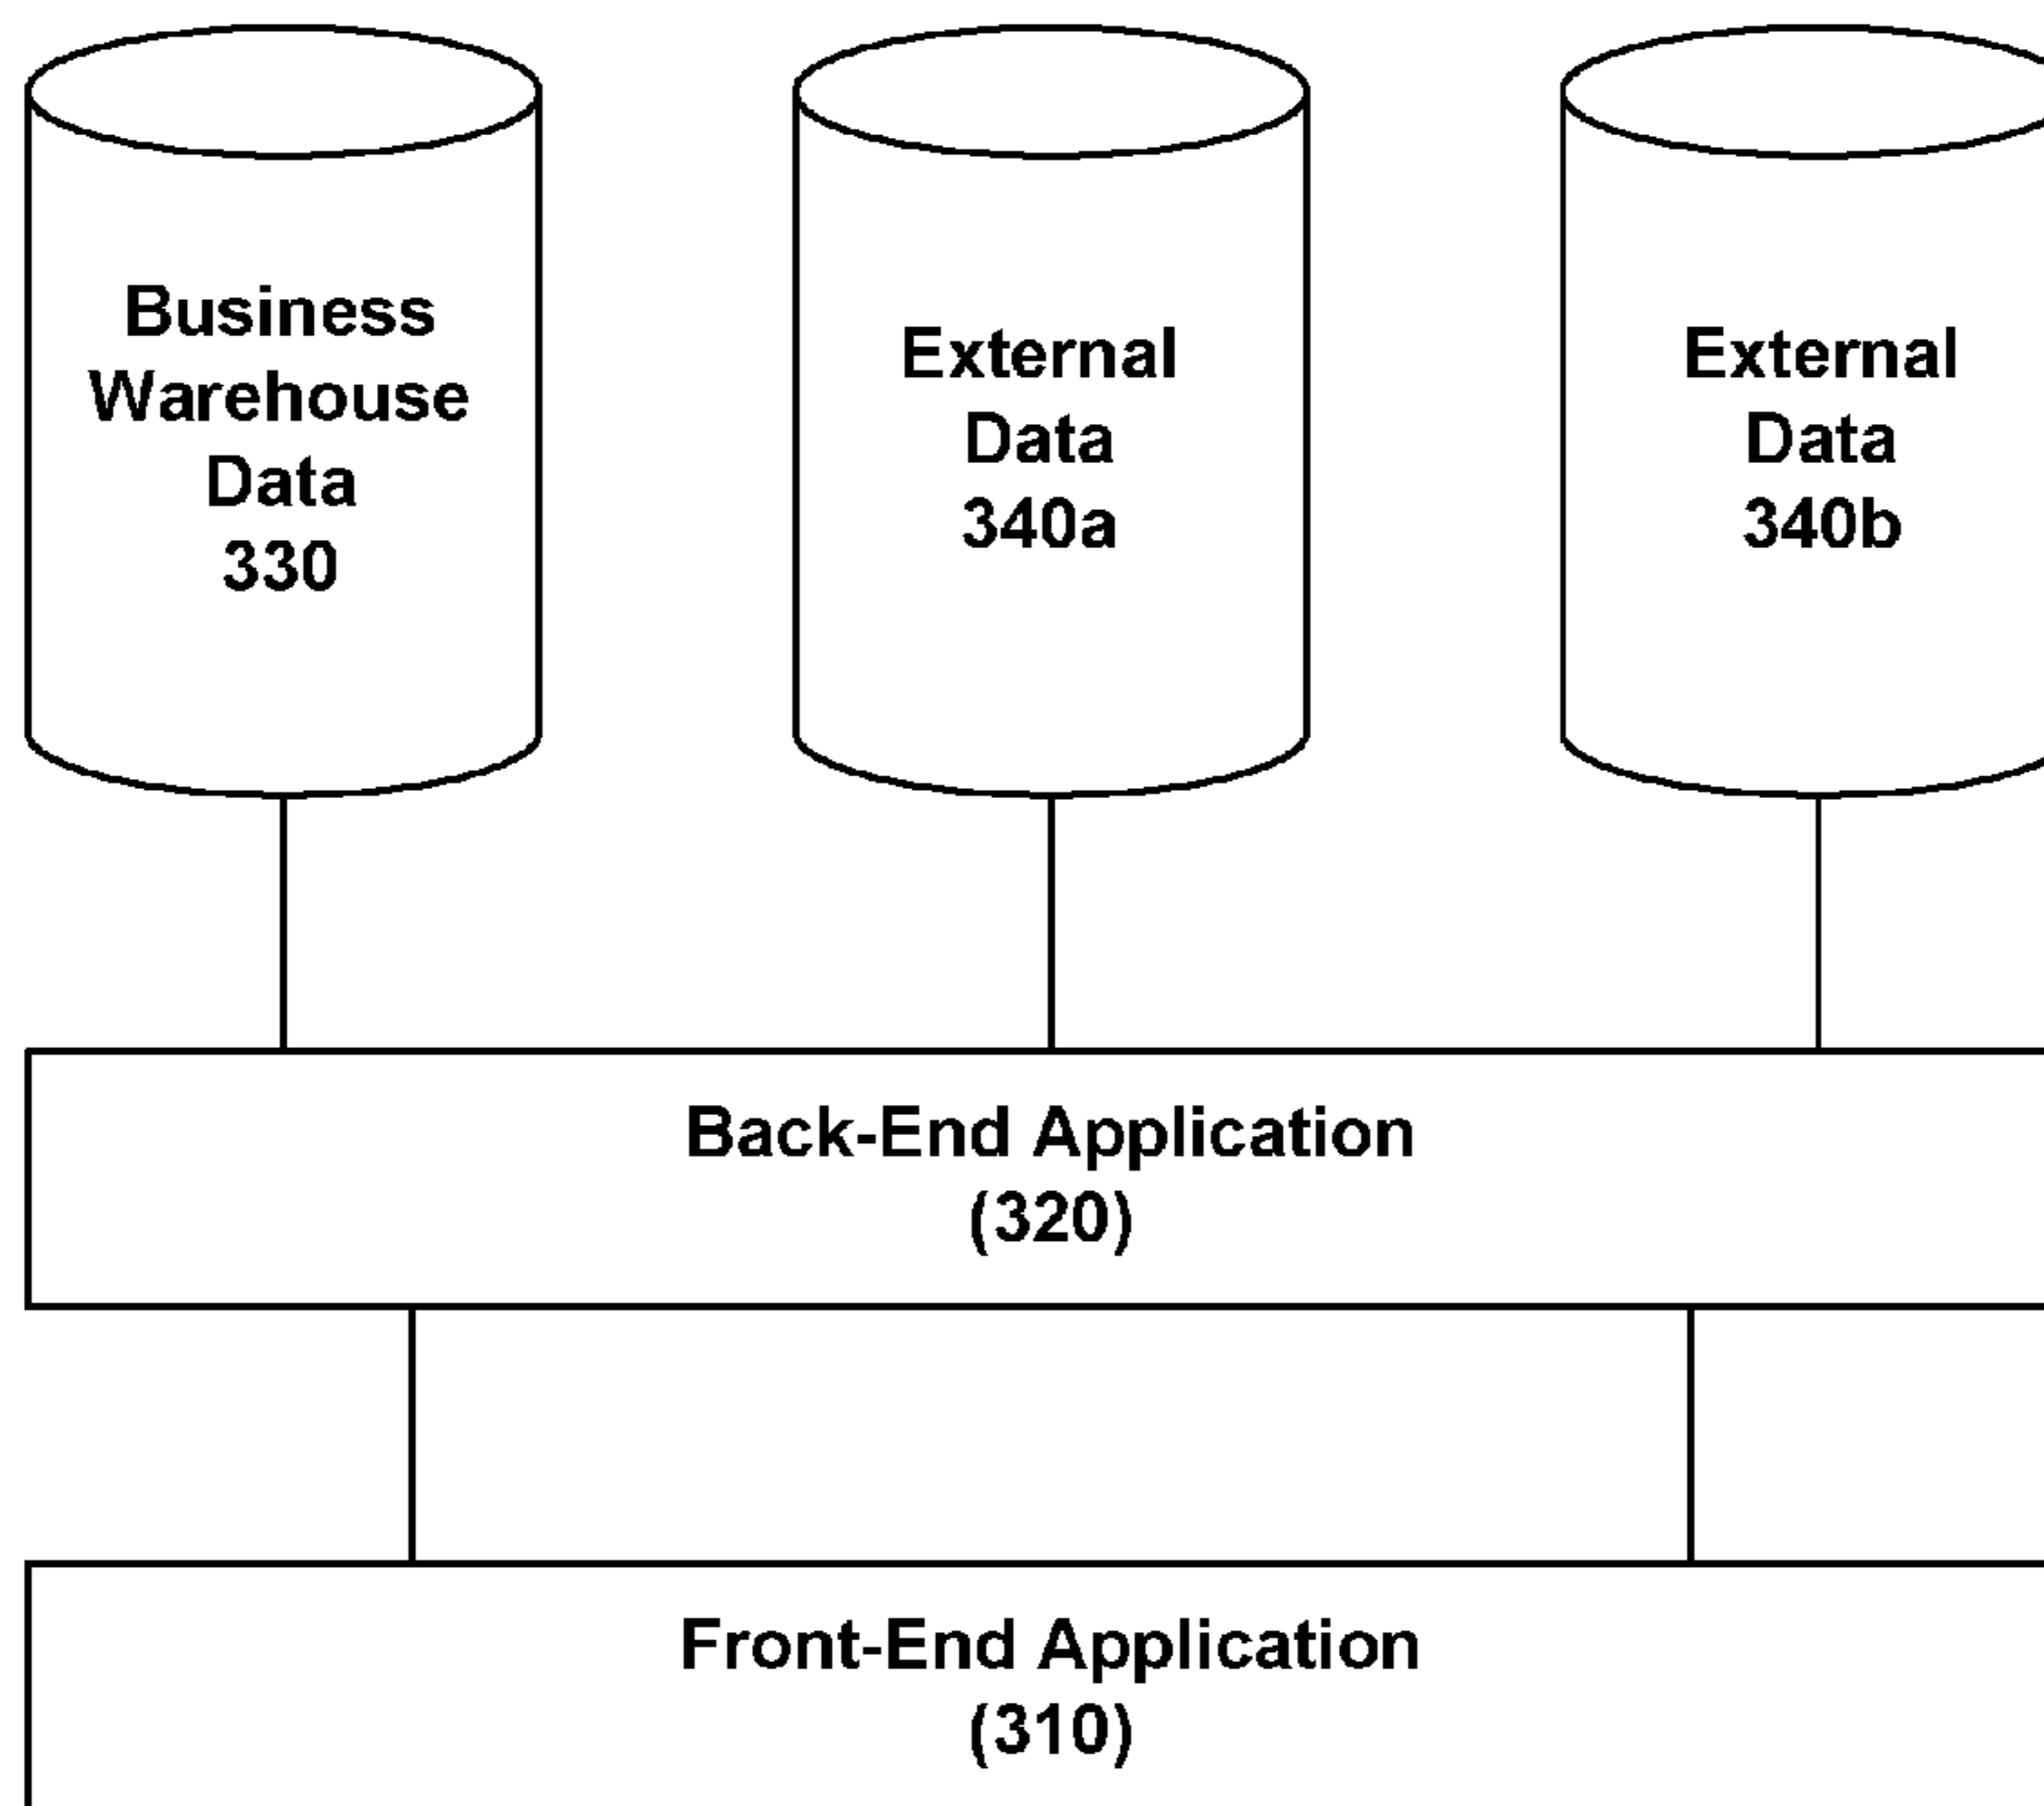 Business
Warehouse
Data
330
External
Data
340a
External
Data
340b
Back-End Application
(320)
Front-End Application
(310)